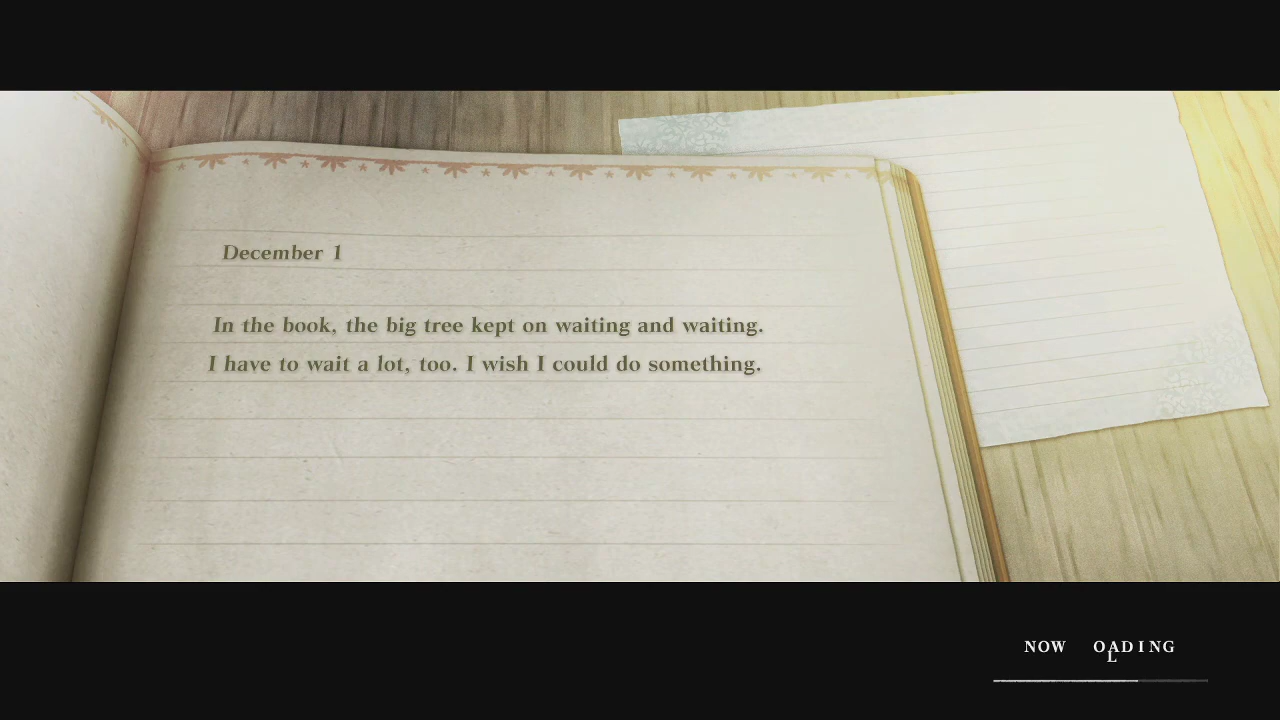 December 1
In the book, the big tree kept on waiting and waiting.
I have to wait a lot, too. I wish I could do something.
NOW LOADING